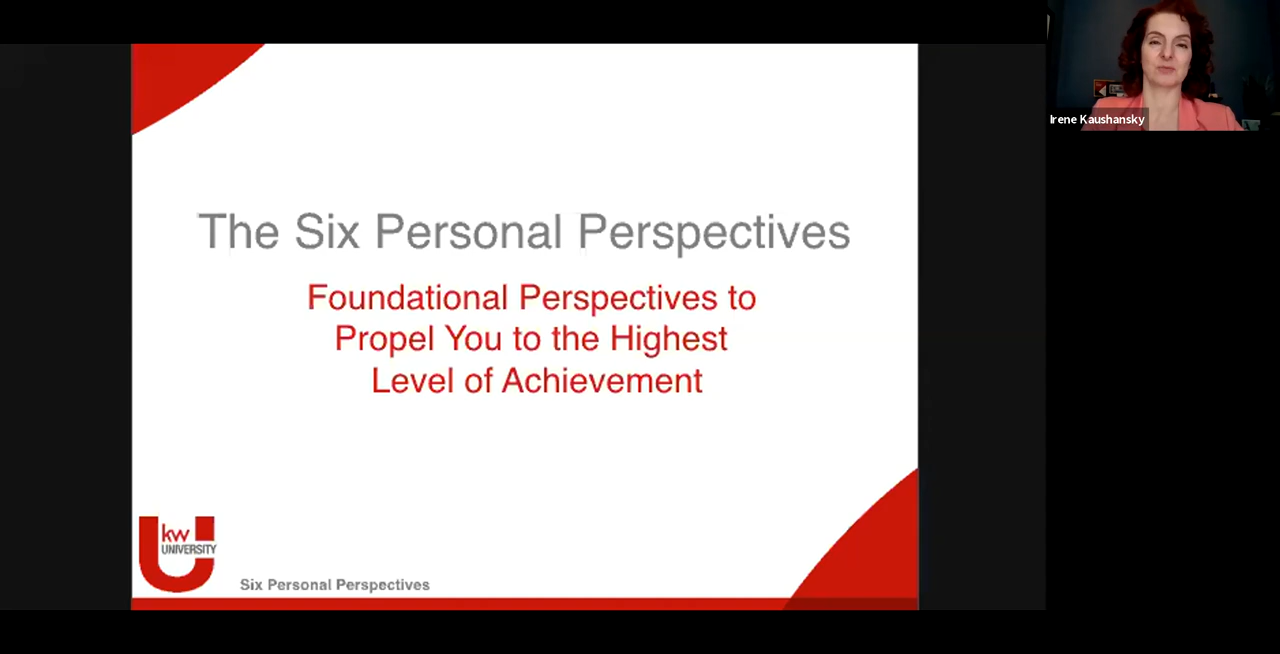 The Six Personal Perspectives
Foundational Perspectives to
Propel You to the Highest
Level of Achievement
kw
UNIVERSITY
Six Personal Perspectives
Irene Kaushansky